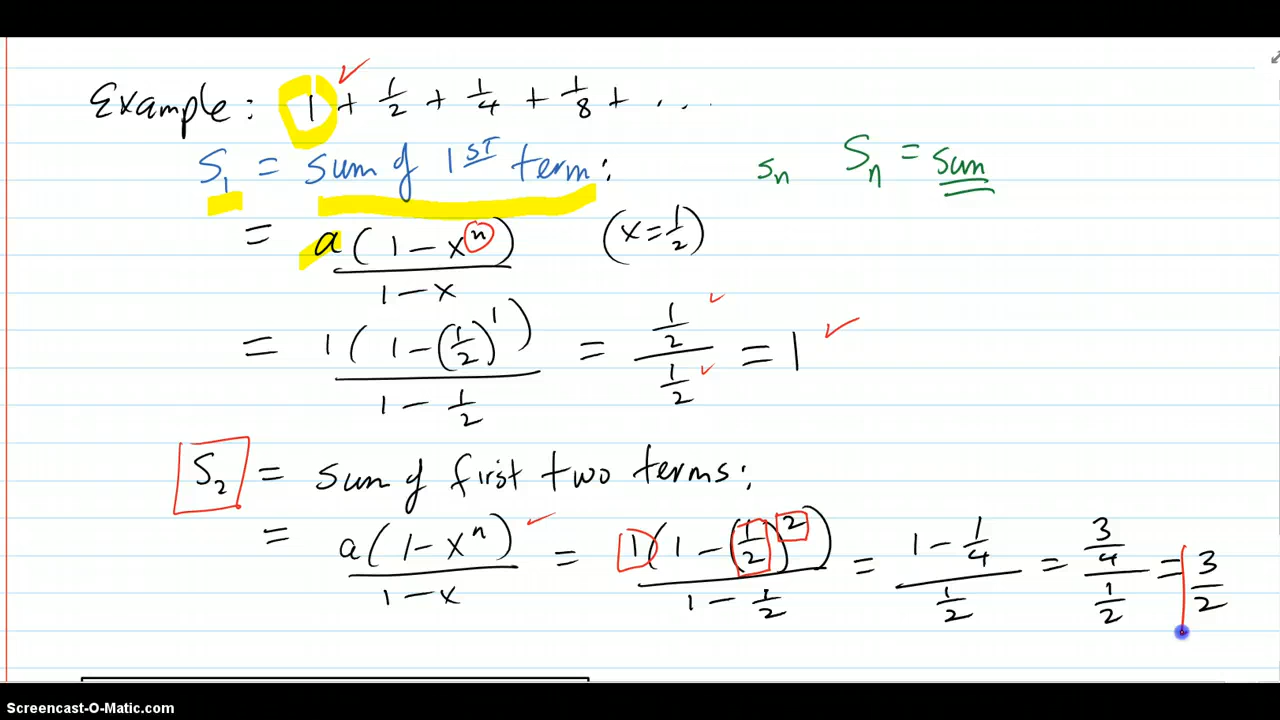 Example: 1 + 1/2 + 1/4 + 1/8 + ...
S₁ = sum of 1ST term: sn Sn = sum
= a(1 - xⁿ)/(1 - x) (x = 1/2)
= 1(1 - (1/2)¹)/(1 - 1/2) = (1/2)/(1/2) = 1
S₂ = sum of first two terms:
= a(1 - xⁿ)/(1 - x) = 1(1 - (1/2)²)/(1 - 1/2) = (1 - 1/4)/(1/2) = (3/4)/(1/2) = 3/2
Screencast-O-Matic.com